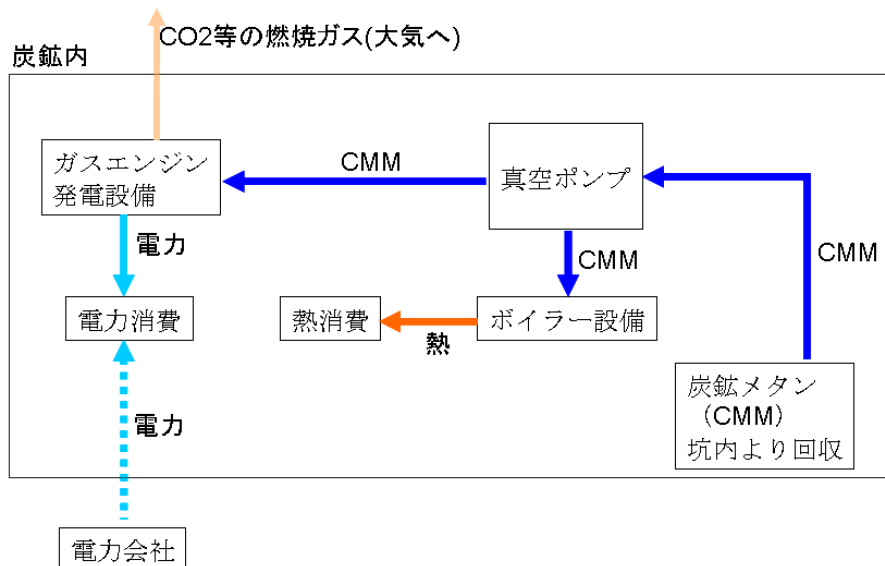 CO2等の燃焼ガス(大気へ)
炭鉱内
ガスエンジン
発電設備
CMM
真空ポンプ
電力
CMM
CMM
電力消費
熱消費
熱
ボイラー設備
炭鉱メタン
（CMM）
坑内より回収
電力
電力会社